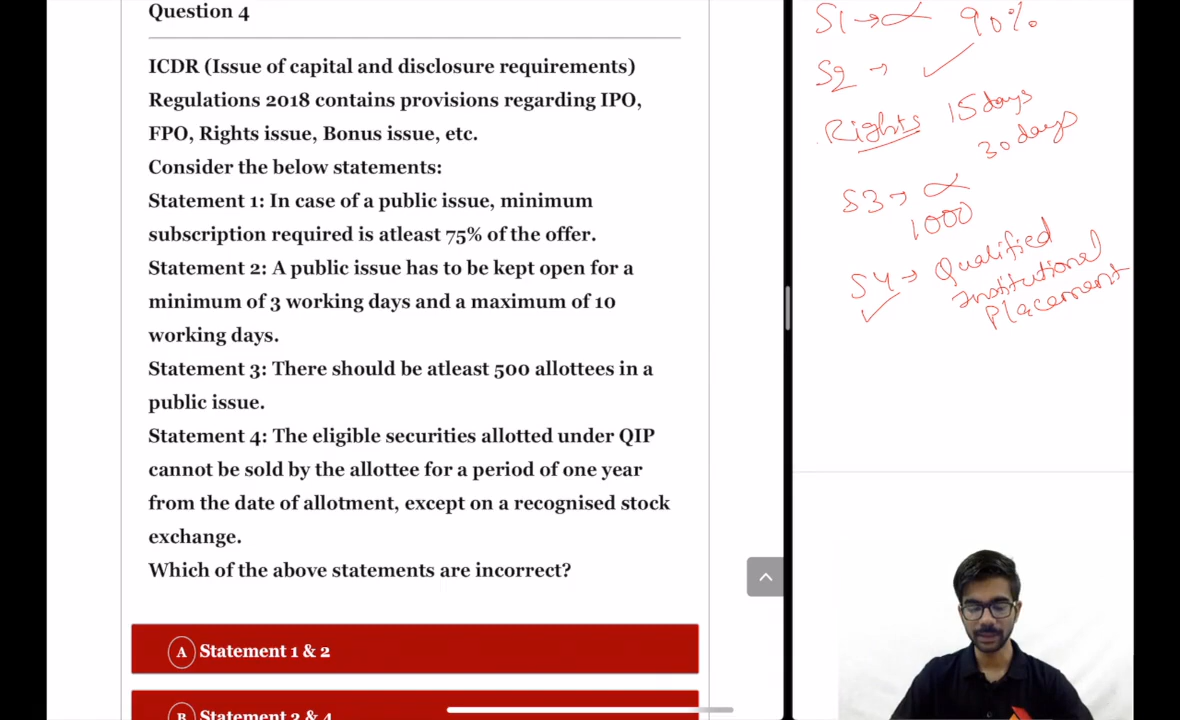 Question 4
ICDR (Issue of capital and disclosure requirements)
Regulations 2018 contains provisions regarding IPO,
FPO, Rights issue, Bonus issue, etc.
Consider the below statements:
Statement 1: In case of a public issue, minimum
subscription required is atleast 75% of the offer.
Statement 2: A public issue has to be kept open for a
minimum of 3 working days and a maximum of 10
working days.
Statement 3: There should be atleast 500 allottees in a
public issue.
Statement 4: The eligible securities allotted under QIP
cannot be sold by the allottee for a period of one year
from the date of allotment, except on a recognised stock
exchange.
Which of the above statements are incorrect?
A Statement 1 & 2
B Statement 3 & 4
S1 → 90%
S2 →
Rights 15 days
30 days
S3 →
1000
S4 → Qualified
Institutional
Placement